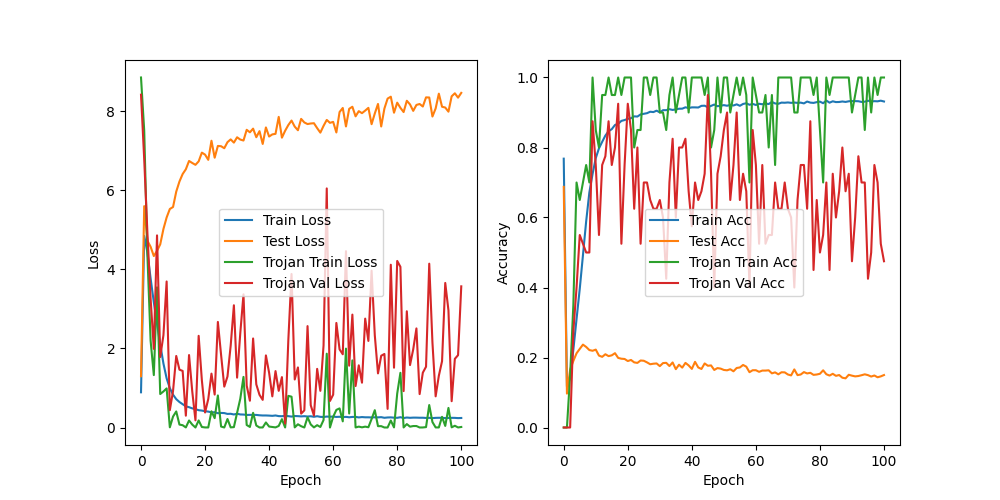 8
6
4
2
0
Loss
Train Loss
Test Loss
Trojan Train Loss
Trojan Val Loss
0 20 40 60 80 100
Epoch
1.0
0.8
0.6
0.4
0.2
0.0
Accuracy
Train Acc
Test Acc
Trojan Train Acc
Trojan Val Acc
0 20 40 60 80 100
Epoch